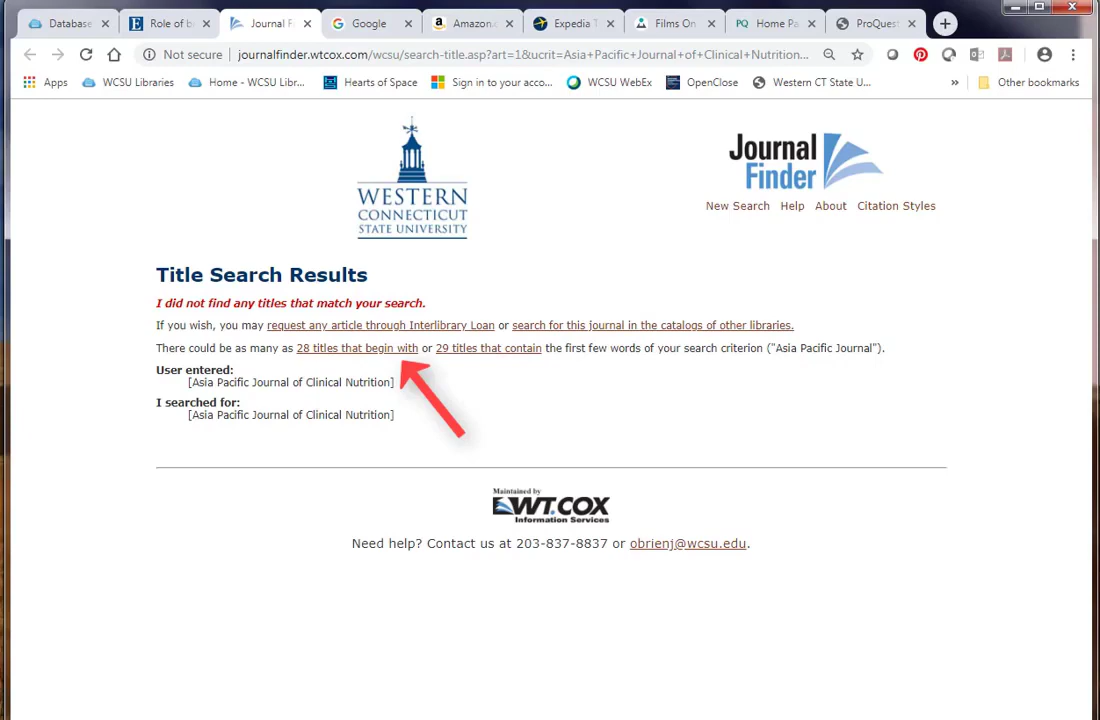 Database
Role of b
Journal F
Google
Amazon.
Expedia T
Films On
PQ Home Pa
ProQuest
Not secure journalfinder.wtcox.com/wcsu/search-title.asp?art=1&ucrit=Asia+Pacific+Journal+of+Clinical+Nutrition...
Apps WCSU Libraries Home - WCSU Libr... Hearts of Space Sign in to your acco... WCSU WebEx OpenClose Western CT State U... » Other bookmarks
WESTERN
CONNECTICUT
STATE UNIVERSITY
Journal
Finder
New Search Help About Citation Styles
Title Search Results
I did not find any titles that match your search.
If you wish, you may request any article through Interlibrary Loan or search for this journal in the catalogs of other libraries.
There could be as many as 28 titles that begin with or 29 titles that contain the first few words of your search criterion ("Asia Pacific Journal").
User entered:
[Asia Pacific Journal of Clinical Nutrition]
I searched for:
[Asia Pacific Journal of Clinical Nutrition]
Maintained by
WT.COX
Information Services
Need help? Contact us at 203-837-8837 or obrienj@wcsu.edu.